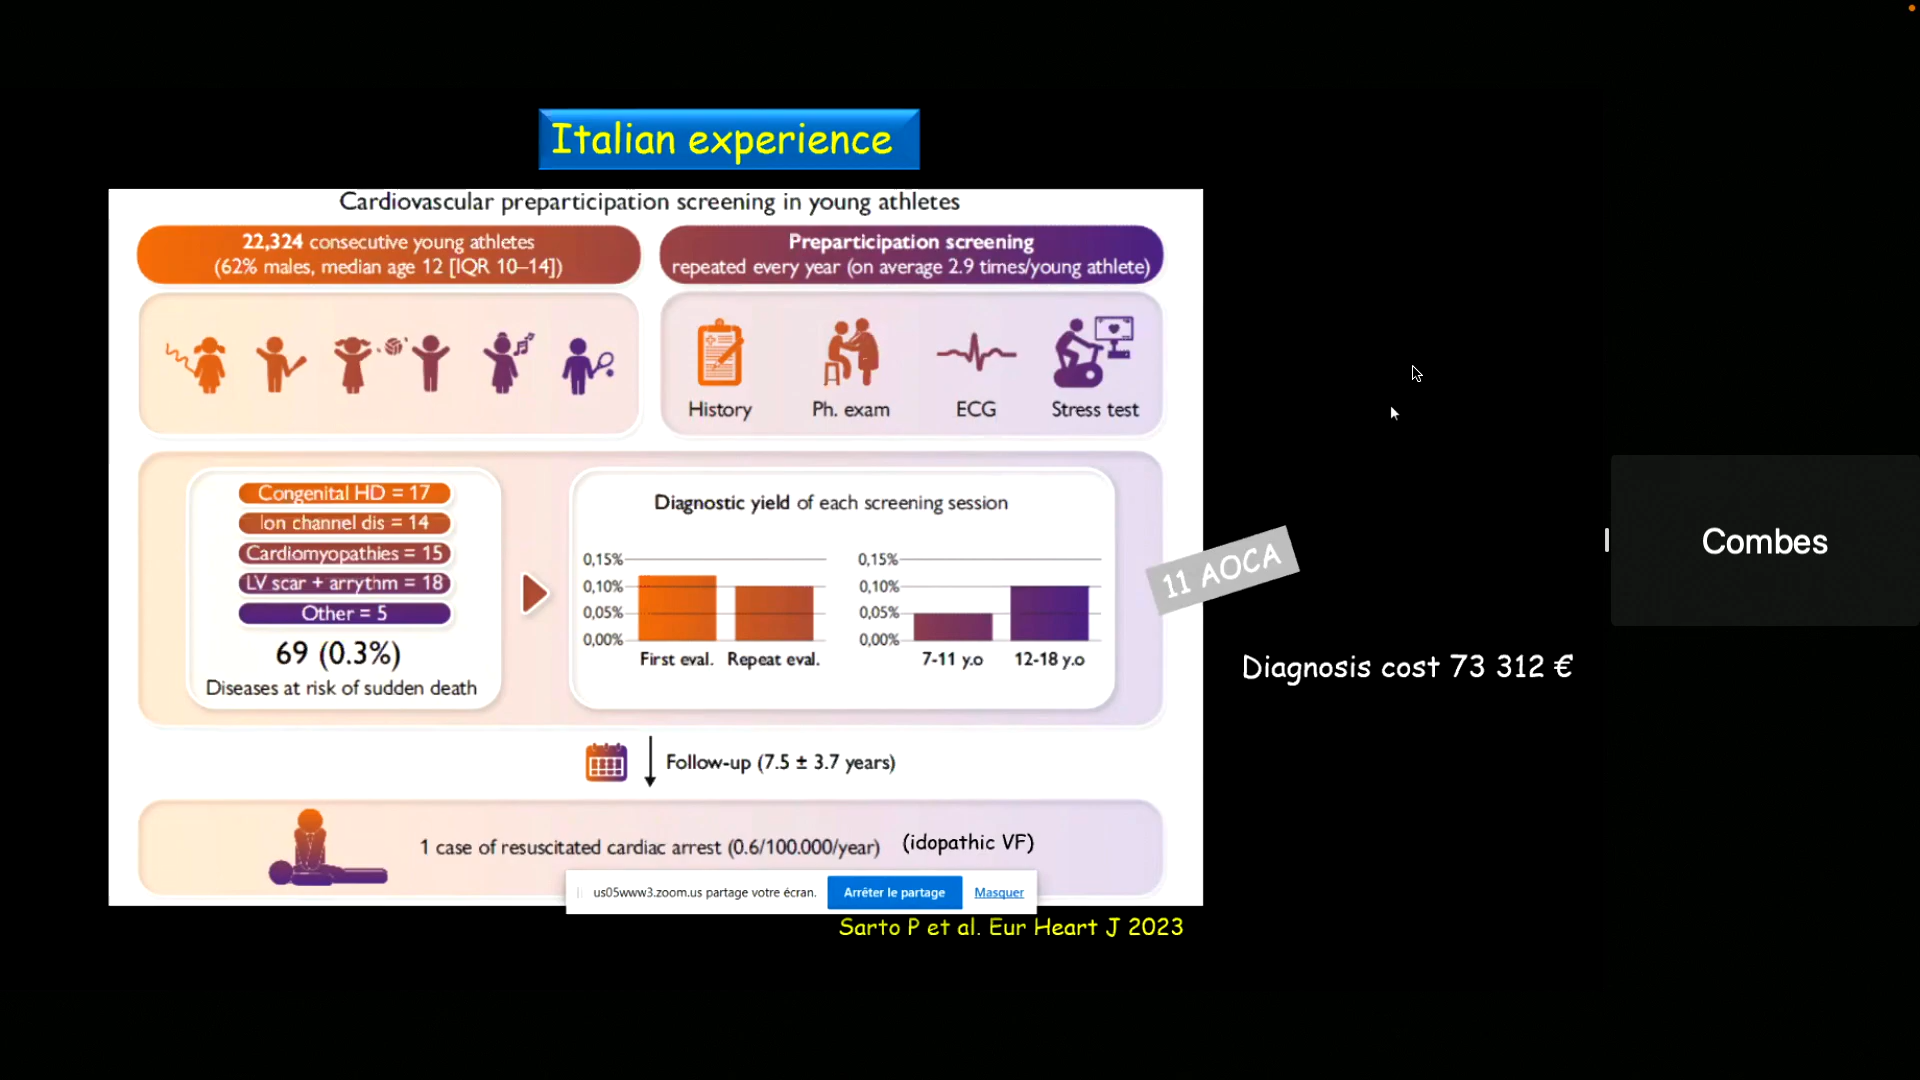 Italian experience
Cardiovascular preparticipation screening in young athletes
22,324 consecutive young athletes
(62% males, median age 12 [IQR 10–14])
Preparticipation screening
repeated every year (on average 2.9 times/young athlete)
History
Ph. exam
ECG
Stress test
Congenital HD = 17
Ion channel dis = 14
Cardiomyopathies = 15
LV scar + arrythm = 18
Other = 5
69 (0.3%)
Diseases at risk of sudden death
Diagnostic yield of each screening session
0,15%
0,10%
0,05%
0,00%
First eval.
Repeat eval.
0,15%
0,10%
0,05%
0,00%
7-11 y.o
12-18 y.o
11 AOCA
Diagnosis cost 73 312 €
Combes
Follow-up (7.5 ± 3.7 years)
1 case of resuscitated cardiac arrest (0.6/100.000/year)
(idopathic VF)
us05www3.zoom.us partage votre écran.
Arrêter le partage
Masquer
Sarto P et al. Eur Heart J 2023